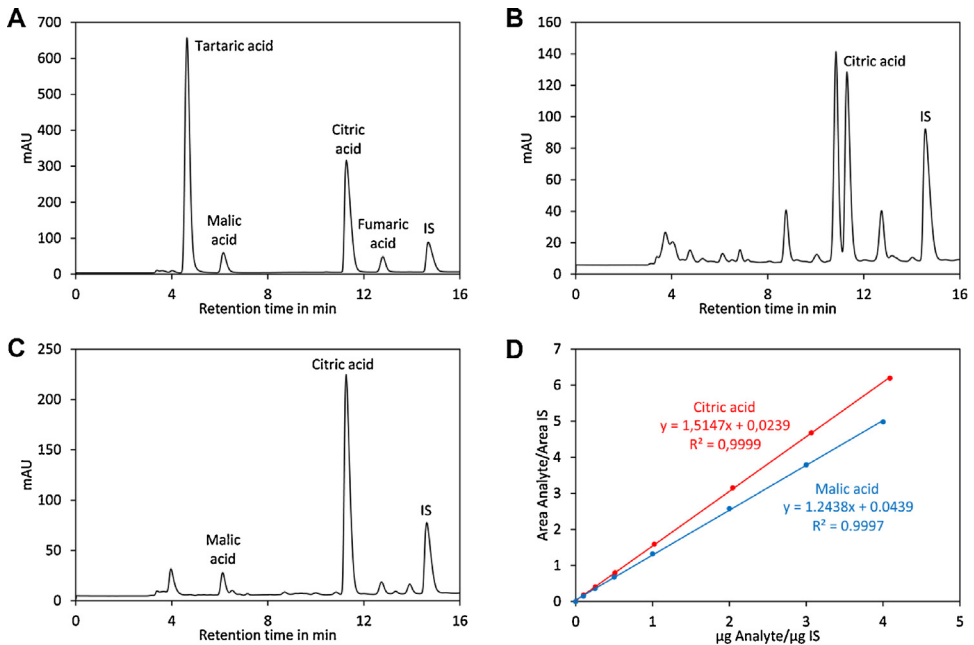 A
700
600
500
400
300
200
100
0
mAU
Tartaric acid
Malic
acid
Citric
acid
Fumaric
acid
IS
0 4 8 12 16
Retention time in min
B
160
140
120
100
80
60
40
20
0
mAU
Citric acid
IS
0 4 8 12 16
Retention time in min
C
250
200
150
100
50
0
mAU
Malic
acid
Citric acid
IS
0 4 8 12 16
Retention time in min
D
7
6
5
4
3
2
1
0
Area Analyte/Area IS
Citric acid
y = 1,5147x + 0,0239
R² = 0,9999
Malic acid
y = 1.2438x + 0.0439
R² = 0.9997
0 1 2 3 4 5
µg Analyte/µg IS